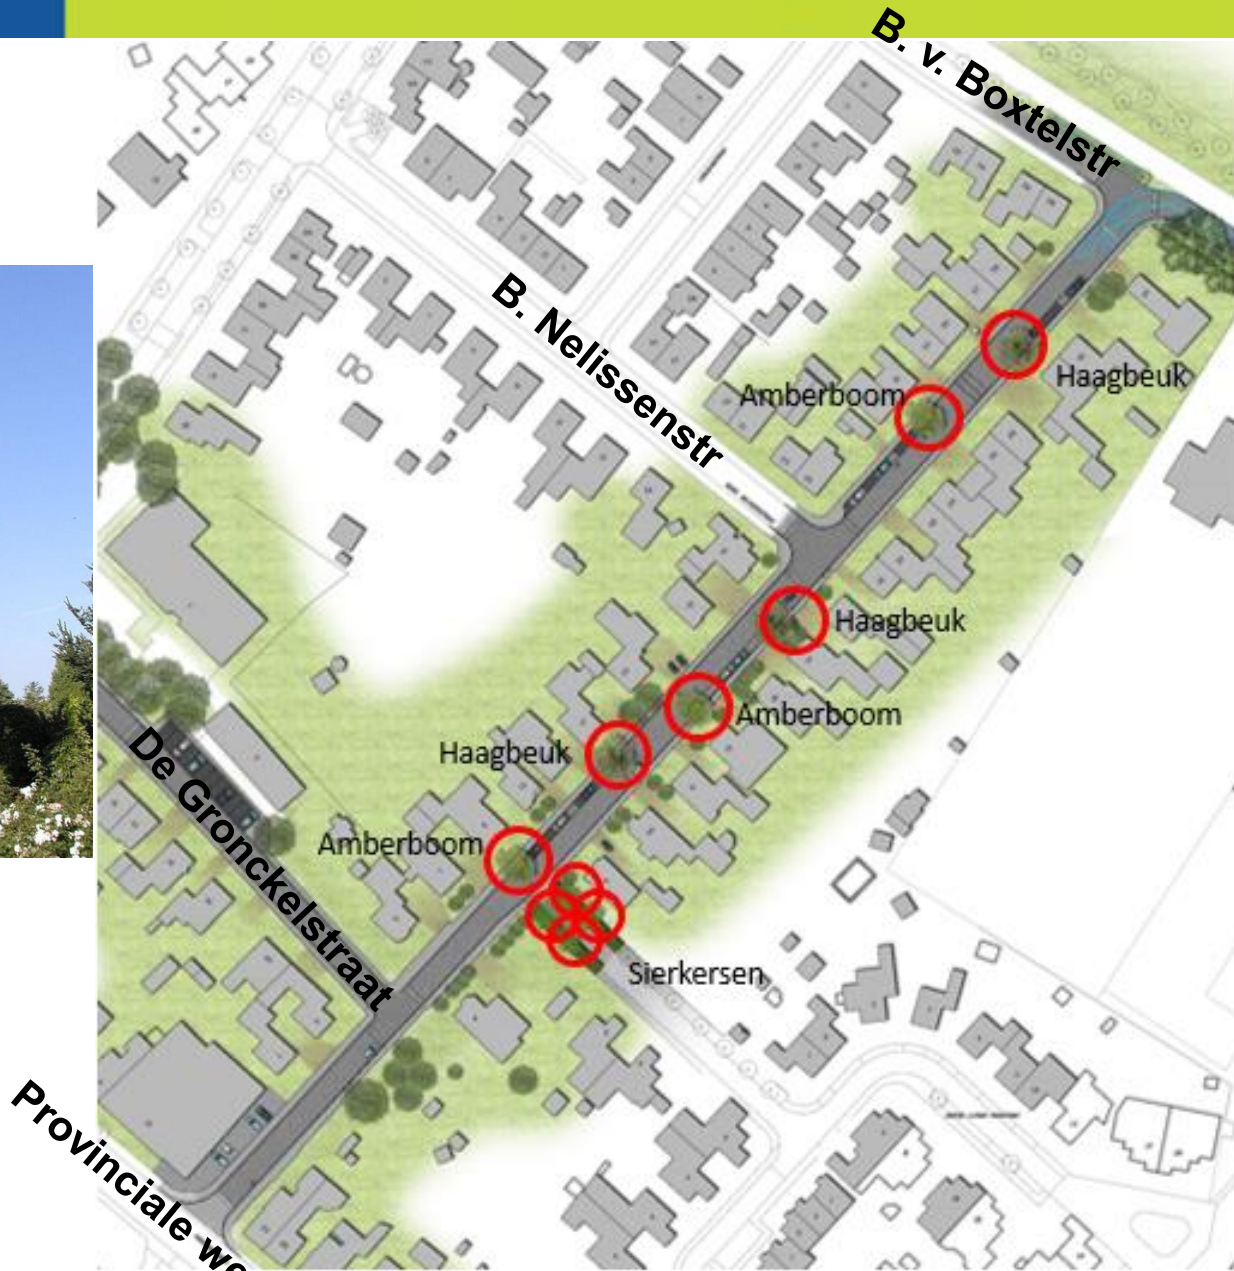 B. v. Boxtelstr
B. Nelissenstr
Haagbeuk
Amberboom
Haagbeuk
Amberboom
Haagbeuk
Amberboom
De Gronckelstraat
Sierkersen
Provinciale we